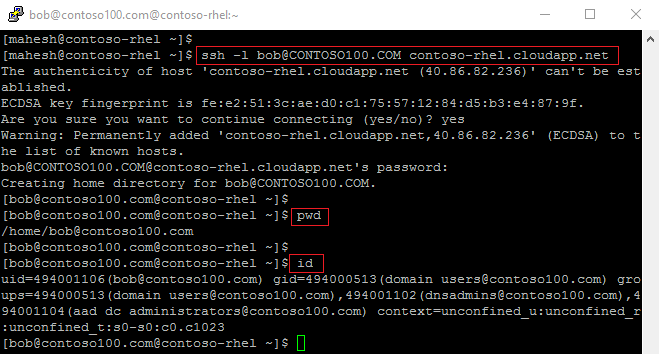 bob@contoso100.com@contoso-rhel:~
[mahesh@contoso-rhel ~]$
[mahesh@contoso-rhel ~]$ ssh -l bob@CONTOSO100.COM contoso-rhel.cloudapp.net
The authenticity of host 'contoso-rhel.cloudapp.net (40.86.82.236)' can't be est
ablished.
ECDSA key fingerprint is fe:e2:51:3c:ae:d0:c1:75:57:12:84:d5:b3:e4:87:9f.
Are you sure you want to continue connecting (yes/no)? yes
Warning: Permanently added 'contoso-rhel.cloudapp.net,40.86.82.236' (ECDSA) to t
he list of known hosts.
bob@CONTOSO100.COM@contoso-rhel.cloudapp.net's password:
Creating home directory for bob@CONTOSO100.COM.
[bob@contoso100.com@contoso-rhel ~]$
[bob@contoso100.com@contoso-rhel ~]$ pwd
/home/bob@contoso100.com
[bob@contoso100.com@contoso-rhel ~]$
[bob@contoso100.com@contoso-rhel ~]$ id
uid=494001106(bob@contoso100.com) gid=494000513(domain users@contoso100.com) gro
ups=494000513(domain users@contoso100.com),494001102(dnsadmins@contoso100.com),4
94001104(aad dc administrators@contoso100.com) context=unconfined_u:unconfined_r
:unconfined_t:s0-s0:c0.c1023
[bob@contoso100.com@contoso-rhel ~]$